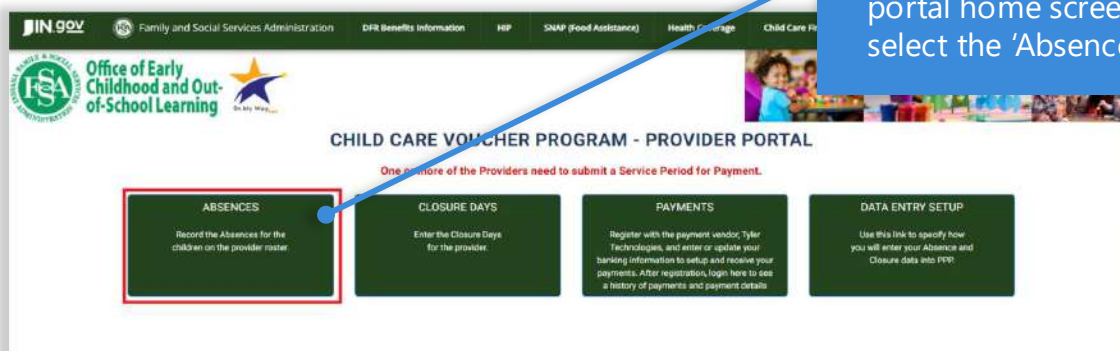 portal home scree
select the 'Absence
IN.gov
Family and Social Services Administration
DFR Benefits Information
HIP
SNAP (Food Assistance)
Health Coverage
Child Care Fi
FSSA
Office of Early
Childhood and Out-
of-School Learning
On My Way
CHILD CARE VOUCHER PROGRAM - PROVIDER PORTAL
One or more of the Providers need to submit a Service Period for Payment.
ABSENCES
Record the Absences for the
children on the provider roster.
CLOSURE DAYS
Enter the Closure Days
for the provider.
PAYMENTS
Register with the payment vendor, Tyler
Technologies, and enter or update your
banking information to setup and receive your
payments. After registration, login here to see
a history of payments and payment details
DATA ENTRY SETUP
Use this link to specify how
you will enter your Absence and
Closure data into PPP.